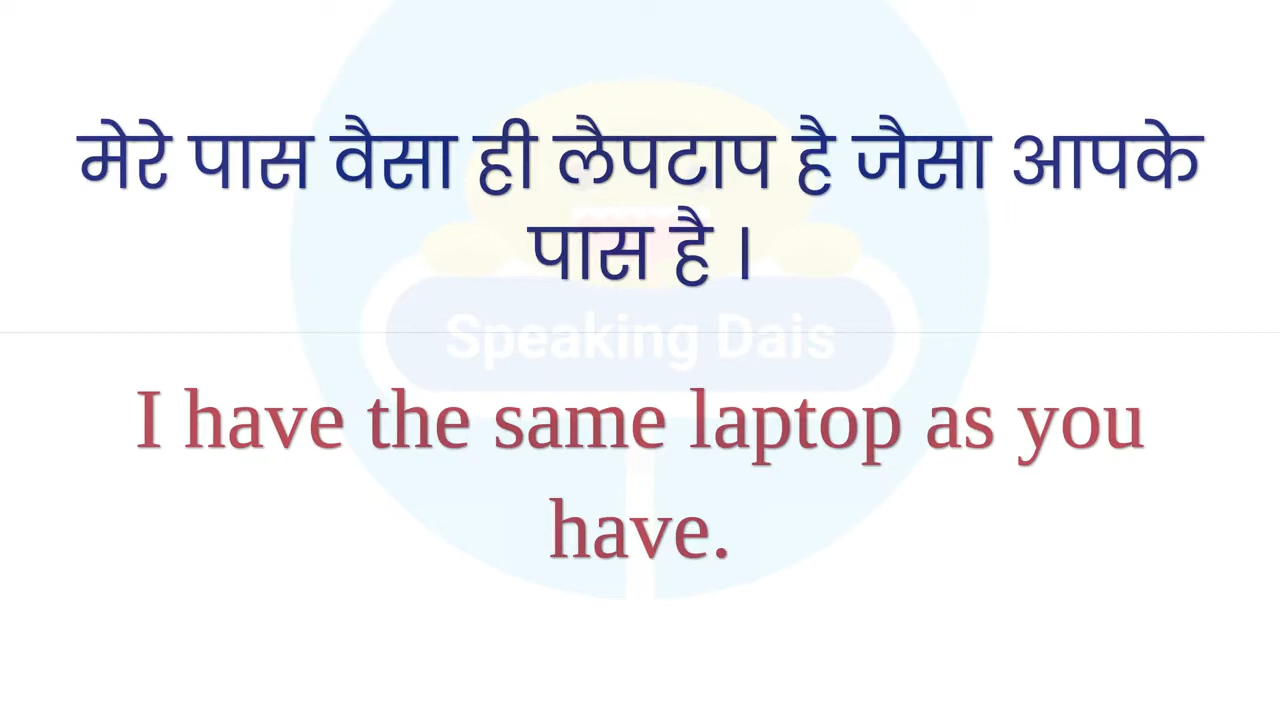 मेरे पास वैसा ही लैपटाप है जैसा आपके
पास है ।
Speaking Dais
I have the same laptop as you
have.